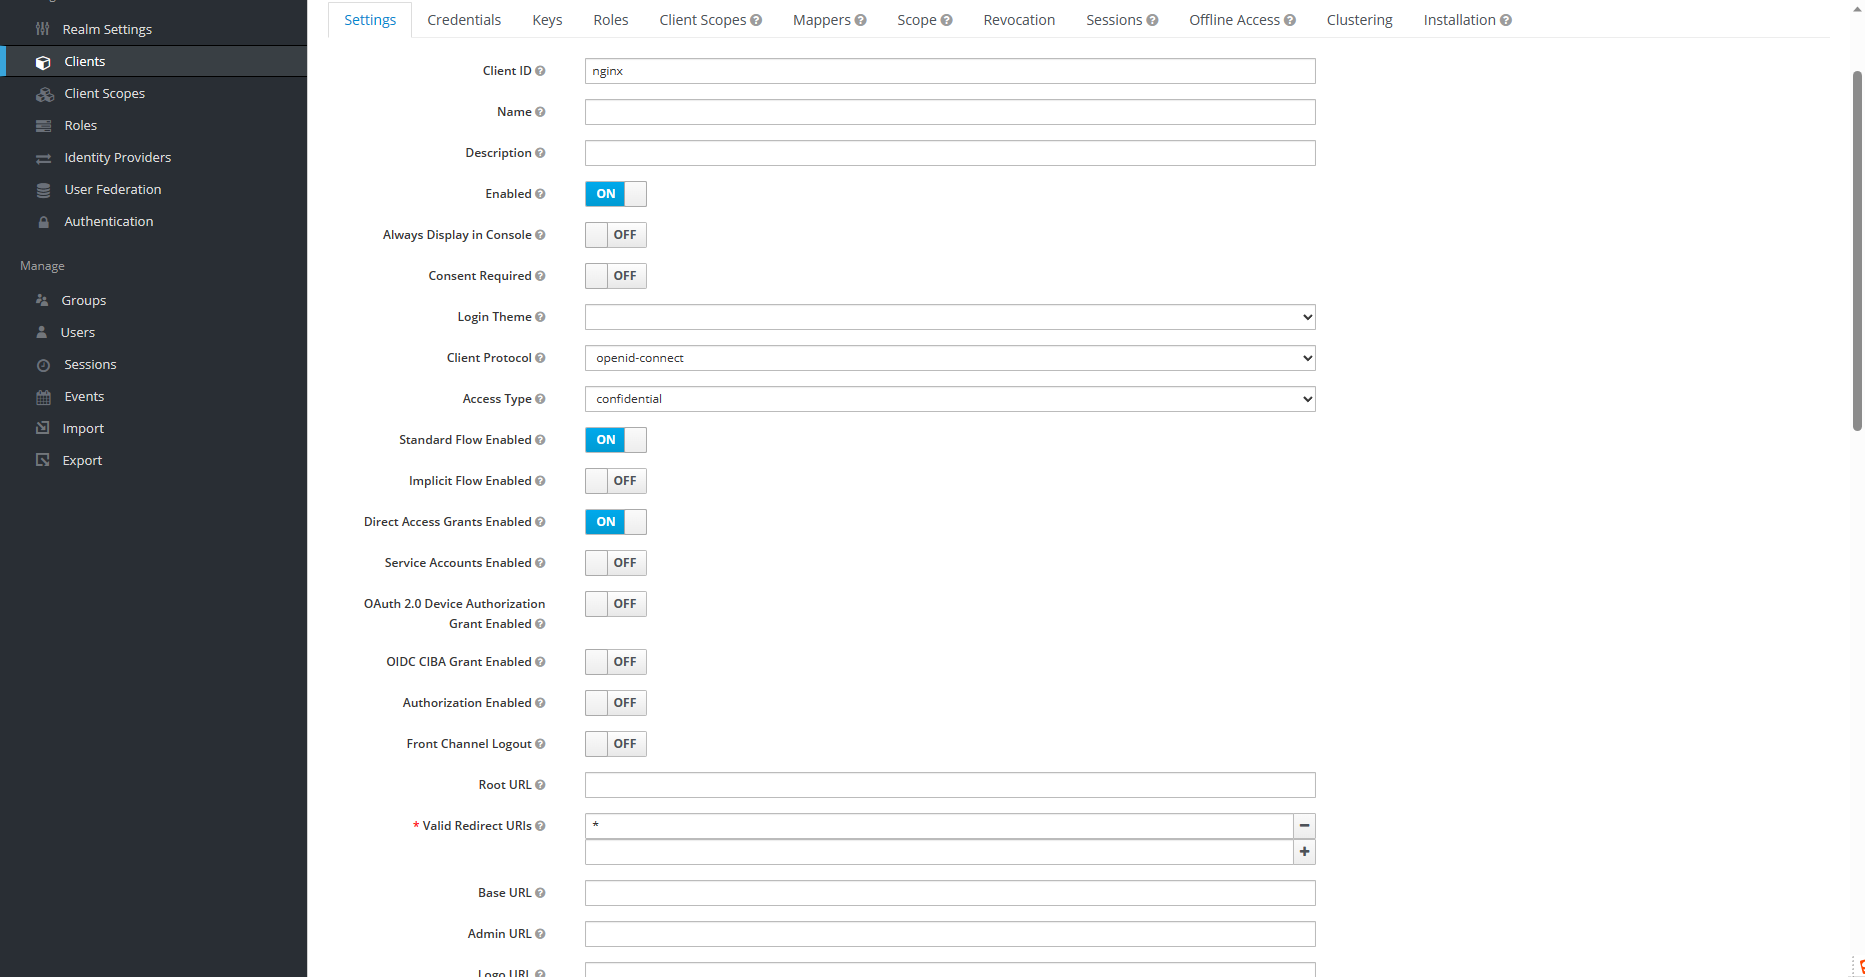 Settings
Credentials
Keys
Roles
Client Scopes
Mappers
Scope
Revocation
Sessions
Offline Access
Clustering
Installation
Realm Settings
Clients
Client Scopes
Roles
Identity Providers
User Federation
Authentication
Manage
Groups
Users
Sessions
Events
Import
Export
Client ID
nginx
Name
Description
Enabled
ON
Always Display in Console
OFF
Consent Required
OFF
Login Theme
Client Protocol
openid-connect
Access Type
confidential
Standard Flow Enabled
ON
Implicit Flow Enabled
OFF
Direct Access Grants Enabled
ON
Service Accounts Enabled
OFF
OAuth 2.0 Device Authorization
Grant Enabled
OFF
OIDC CIBA Grant Enabled
OFF
Authorization Enabled
OFF
Front Channel Logout
OFF
Root URL
* Valid Redirect URIs
*
Base URL
Admin URL
Logo URL